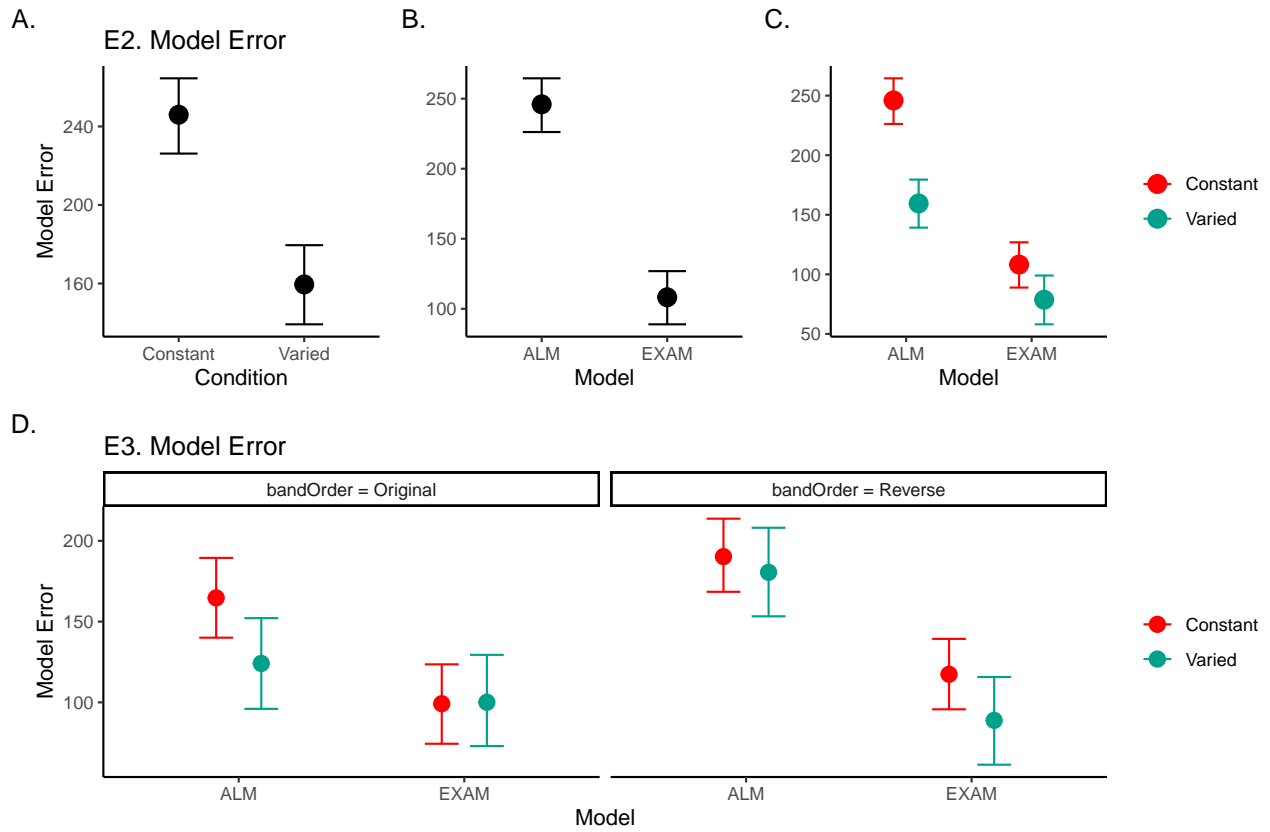 A.
E2. Model Error
Model Error
240
200
160
Constant Varied
Condition
B.
250
200
150
100
ALM EXAM
Model
C.
250
200
150
100
50
ALM EXAM
Model
Constant
Varied
D.
E3. Model Error
bandOrder = Original
bandOrder = Reverse
Model Error
200
150
100
ALM EXAM
ALM EXAM
Model
Constant
Varied